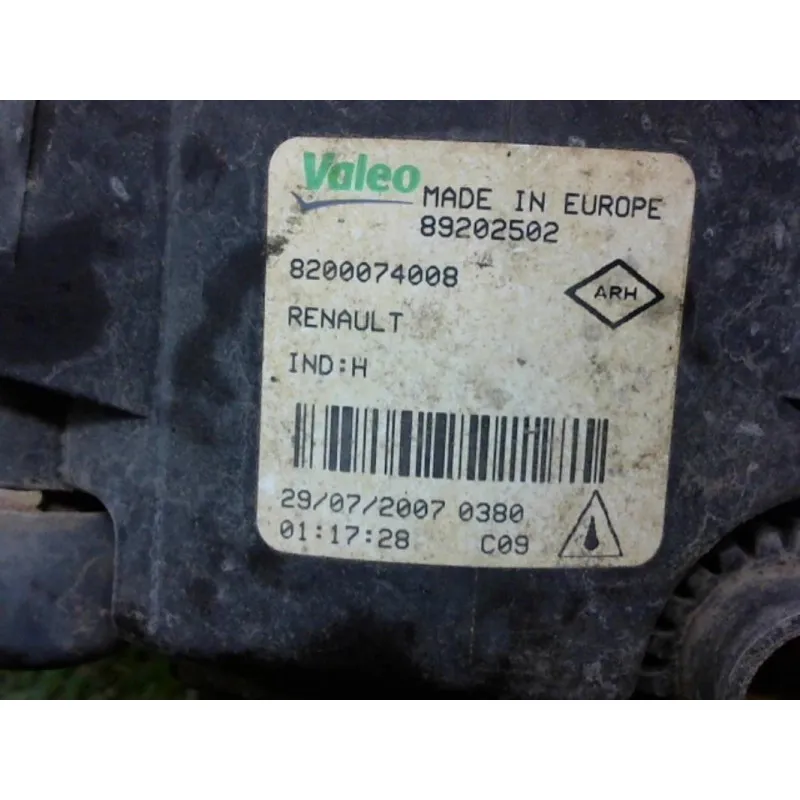 Valeo
MADE IN EUROPE
89202502
8200074008
ARH
RENAULT
IND:H
29/07/2007 0380
01:17:28 C09